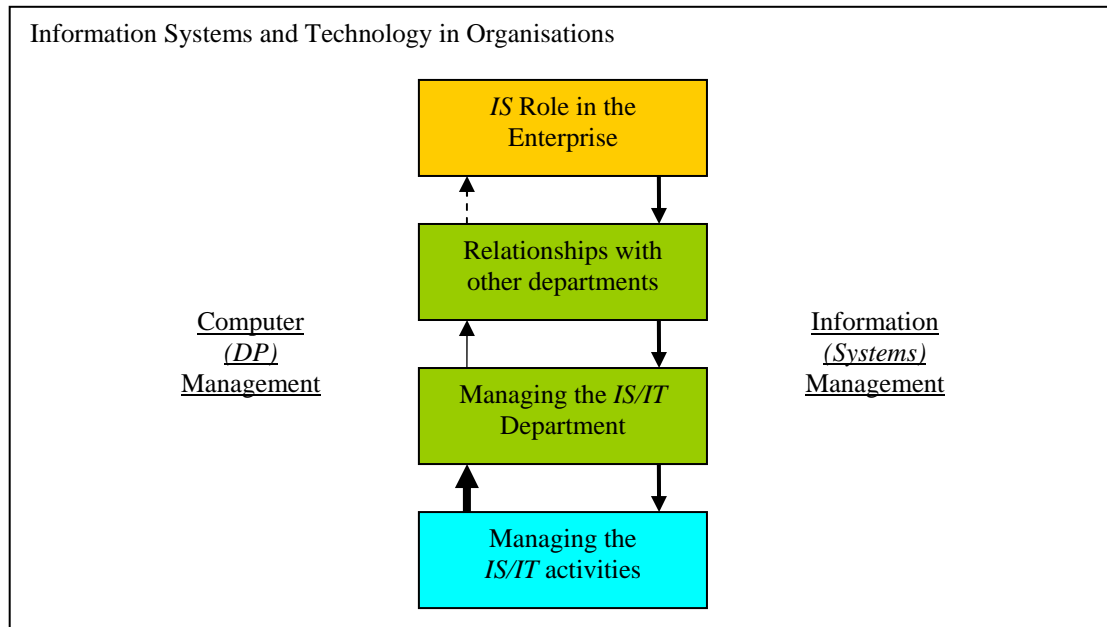 Information Systems and Technology in Organisations
IS Role in the
Enterprise
Relationships with
other departments
Computer
(DP)
Management
Information
(Systems)
Management
Managing the IS/IT
Department
Managing the
IS/IT activities